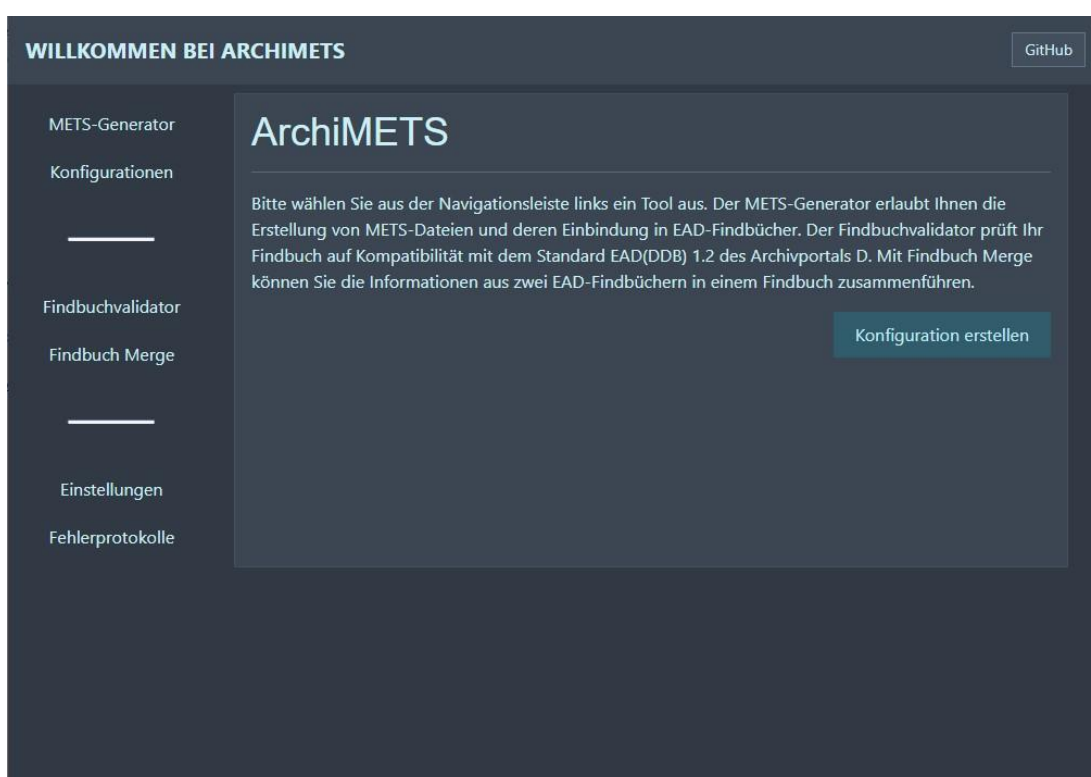 WILLKOMMEN BEI ARCHIMETS
GitHub
METS-Generator
Konfigurationen
Findbuchvalidator
Findbuch Merge
Einstellungen
Fehlerprotokolle
ArchiMETS
Bitte wählen Sie aus der Navigationsleiste links ein Tool aus. Der METS-Generator erlaubt Ihnen die
Erstellung von METS-Dateien und deren Einbindung in EAD-Findbücher. Der Findbuchvalidator prüft Ihr
Findbuch auf Kompatibilität mit dem Standard EAD(DDB) 1.2 des Archivportals D. Mit Findbuch Merge
können Sie die Informationen aus zwei EAD-Findbüchern in einem Findbuch zusammenführen.
Konfiguration erstellen